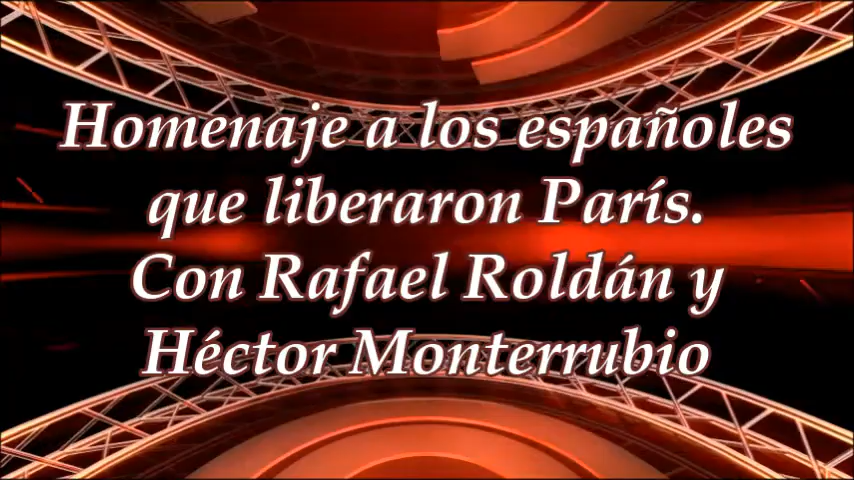 Homenaje a los españoles
que liberaron París.
Con Rafael Roldán y
Héctor Monterrubio